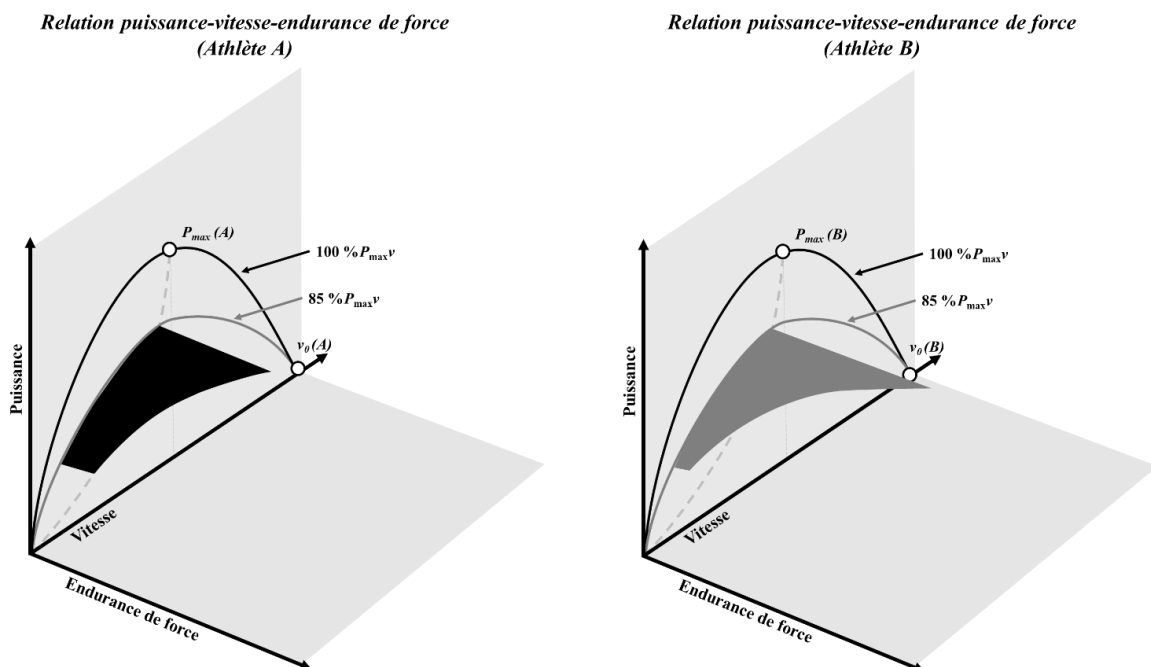 Relation puissance-vitesse-endurance de force
(Athlète A)
P_max (A)
100 %P_maxv
85 %P_maxv
v_0 (A)
Puissance
Vitesse
Endurance de force
Relation puissance-vitesse-endurance de force
(Athlète B)
P_max (B)
100 %P_maxv
85 %P_maxv
v_0 (B)
Puissance
Vitesse
Endurance de force